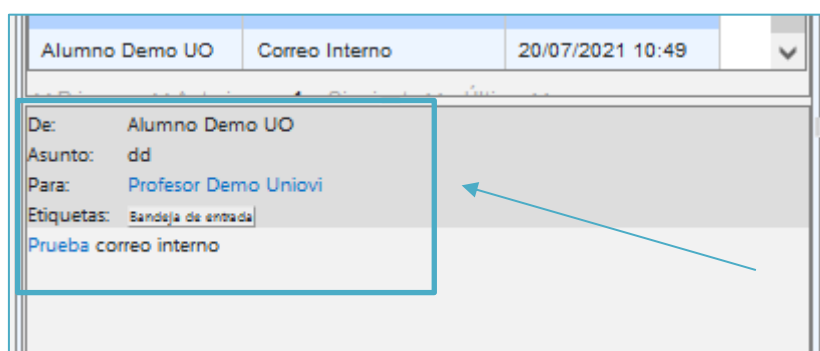 Alumno Demo UO Correo Interno 20/07/2021 10:49
De: Alumno Dem UO
Asunto: dd
Para: Profesor Demo Uniovi
Etiquetas: Bandeja de entrada
Prueba correo interno